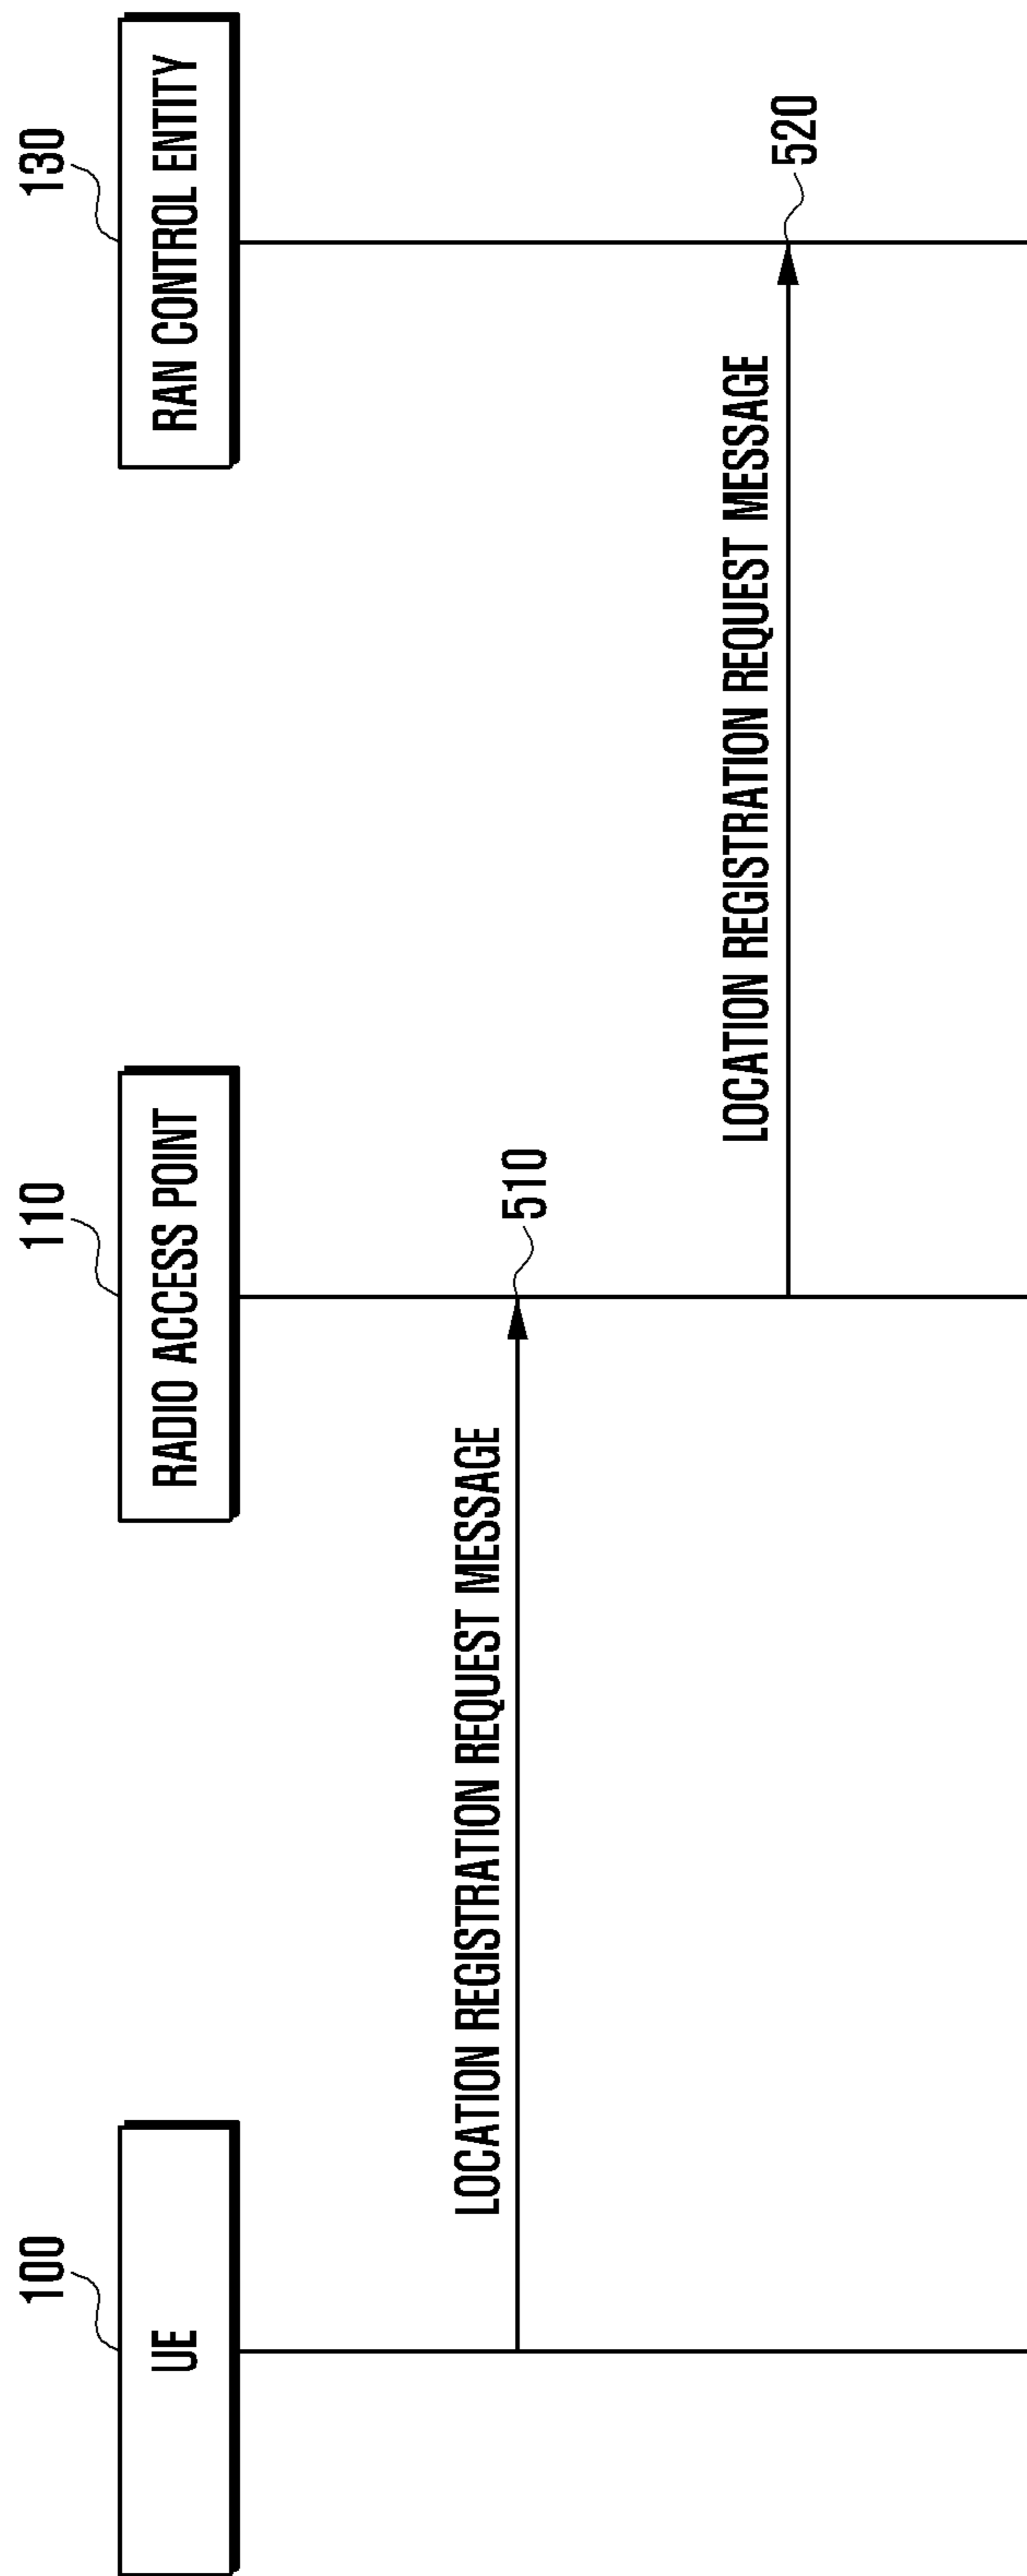 100
110
130
UE
RADIO ACCESS POINT
RAN CONTROL ENTITY
LOCATION REGISTRATION REQUEST MESSAGE
510
LOCATION REGISTRATION REQUEST MESSAGE
520